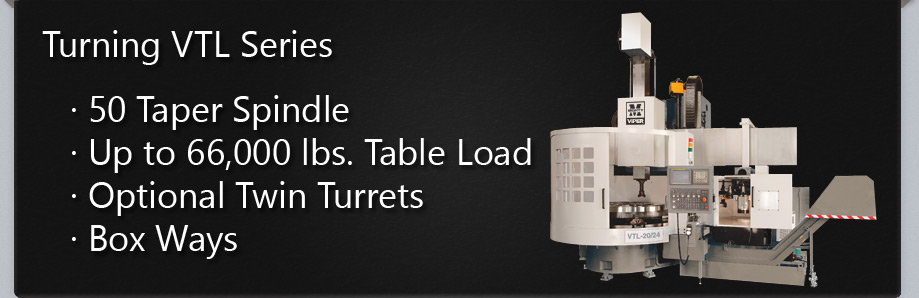 Turning VTL Series
· 50 Taper Spindle
· Up to 66,000 lbs. Table Load
· Optional Twin Turrets
· Box Ways
VIPER
VTL-20/24